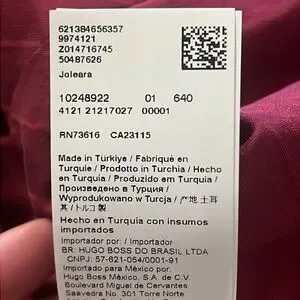 621384656357
9974121
Z014716745
50487626
Joleara
10248922 01 640
4121 21217027 00001
RN73616 CA23115
Made in Türkiye / Fabriqué en
Turquie / Prodotto in Turchia / Hecho
en Turquía / Produzido em Turquia /
Произведено в Турция /
Wyprodukowano w Turcja / 产地 土耳
其 / トルコ 製
Hecho en Turquía con insumos
importados
Importador por: / Importador
BR: HUGO BOSS DO BRASIL LTDA
CNPJ: 57-621-054/0001-91
Importado para México por:
Hugo Boss México, S.A. de C.V.
Boulevard Miguel de Cervantes
Saavedra No. 301 Torre Norte